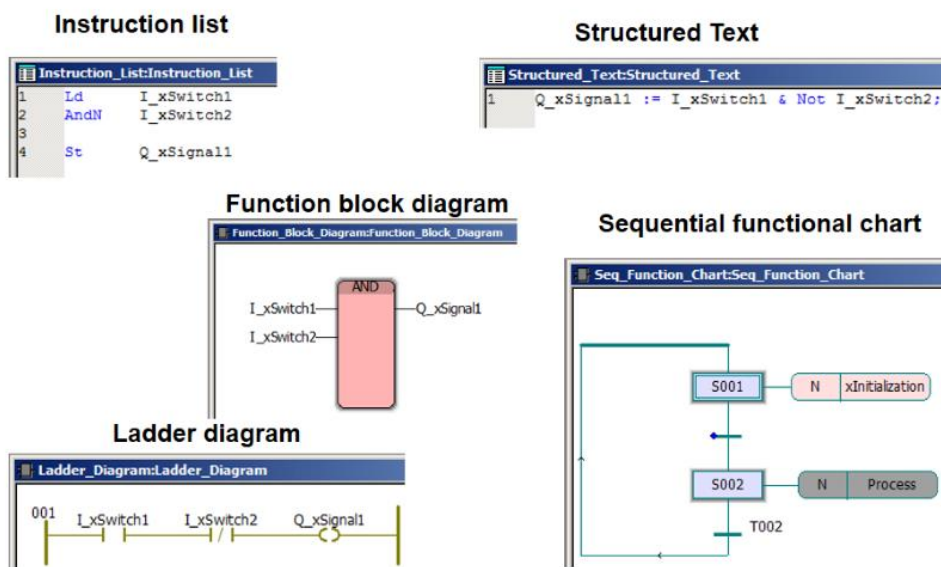 Instruction list
Instruction_List:Instruction_List
1 Ld I_xSwitch1
2 AndN I_xSwitch2
3
4 St Q_xSignal1
Structured Text
Structured_Text:Structured_Text
1 Q_xSignal1 := I_xSwitch1 & Not I_xSwitch2;
Function block diagram
Function_Block_Diagram:Function_Block_Diagram
AND
I_xSwitch1 Q_xSignal1
I_xSwitch2
Sequential functional chart
Seq_Function_Chart:Seq_Function_Chart
S001 N xInitialization
S002 N Process
T002
Ladder diagram
Ladder_Diagram:Ladder_Diagram
001 I_xSwitch1 I_xSwitch2 Q_xSignal1